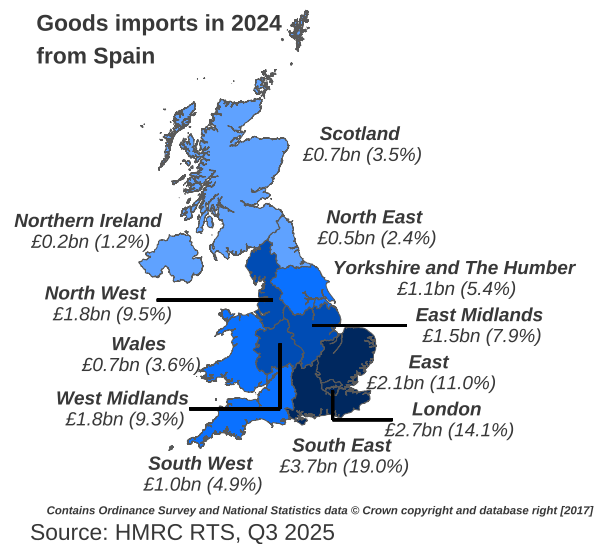 Goods imports in 2024
from Spain
Scotland
£0.7bn (3.5%)
Northern Ireland
£0.2bn (1.2%)
North East
£0.5bn (2.4%)
Yorkshire and The Humber
£1.1bn (5.4%)
North West
£1.8bn (9.5%)
East Midlands
£1.5bn (7.9%)
Wales
£0.7bn (3.6%)
East
£2.1bn (11.0%)
West Midlands
£1.8bn (9.3%)
London
£2.7bn (14.1%)
South East
£3.7bn (19.0%)
South West
£1.0bn (4.9%)
Contains Ordinance Survey and National Statistics data © Crown copyright and database right [2017]
Source: HMRC RTS, Q3 2025